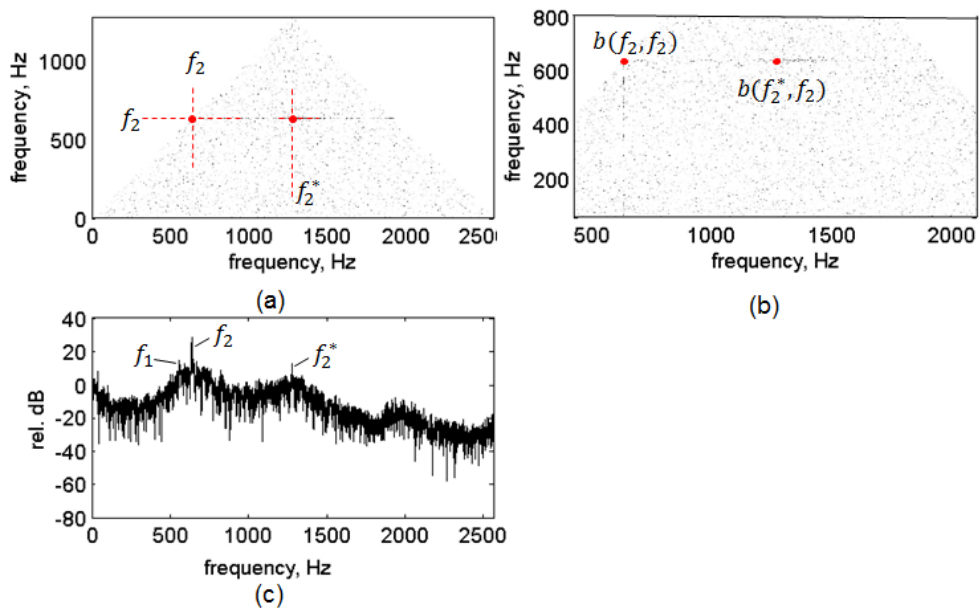 1000
500
0
frequency, Hz
f₂
f₂
f₂*
0 500 1000 1500 2000 2500
frequency, Hz
(a)
800
600
400
200
frequency, Hz
b(f₂, f₂)
b(f₂*, f₂)
500 1000 1500 2000
frequency, Hz
(b)
40
20
0
-20
-40
-60
-80
rel. dB
f₁
f₂
f₂*
0 500 1000 1500 2000 2500
frequency, Hz
(c)